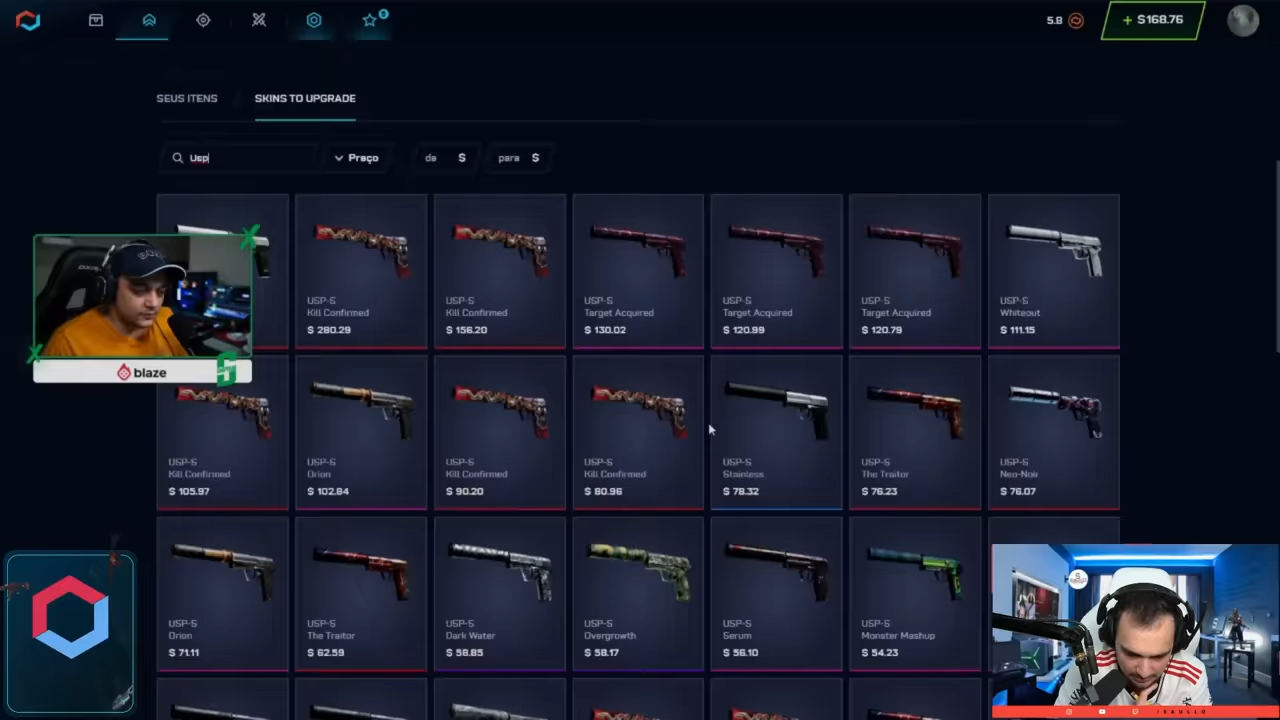 5.8
+ $168.76
SEUS ITENS
SKINS TO UPGRADE
Usp
Preço
de $
para $
USP-S
Kill Confirmed
$ 280.29
USP-S
Kill Confirmed
$ 156.20
USP-S
Target Acquired
$ 130.02
USP-S
Target Acquired
$ 120.99
USP-S
Target Acquired
$ 120.79
USP-S
Whiteout
$ 111.15
blaze
USP-S
Kill Confirmed
$ 105.97
USP-S
Orion
$ 102.84
USP-S
Kill Confirmed
$ 90.20
USP-S
Kill Confirmed
$ 80.96
USP-S
Stainless
$ 78.32
USP-S
The Traitor
$ 76.23
USP-S
Neo-Noir
$ 76.07
USP-S
Orion
$ 71.11
USP-S
The Traitor
$ 62.59
USP-S
Dark Water
$ 58.85
USP-S
Overgrowth
$ 58.17
USP-S
Serum
$ 56.10
USP-S
Monster Mashup
$ 54.23